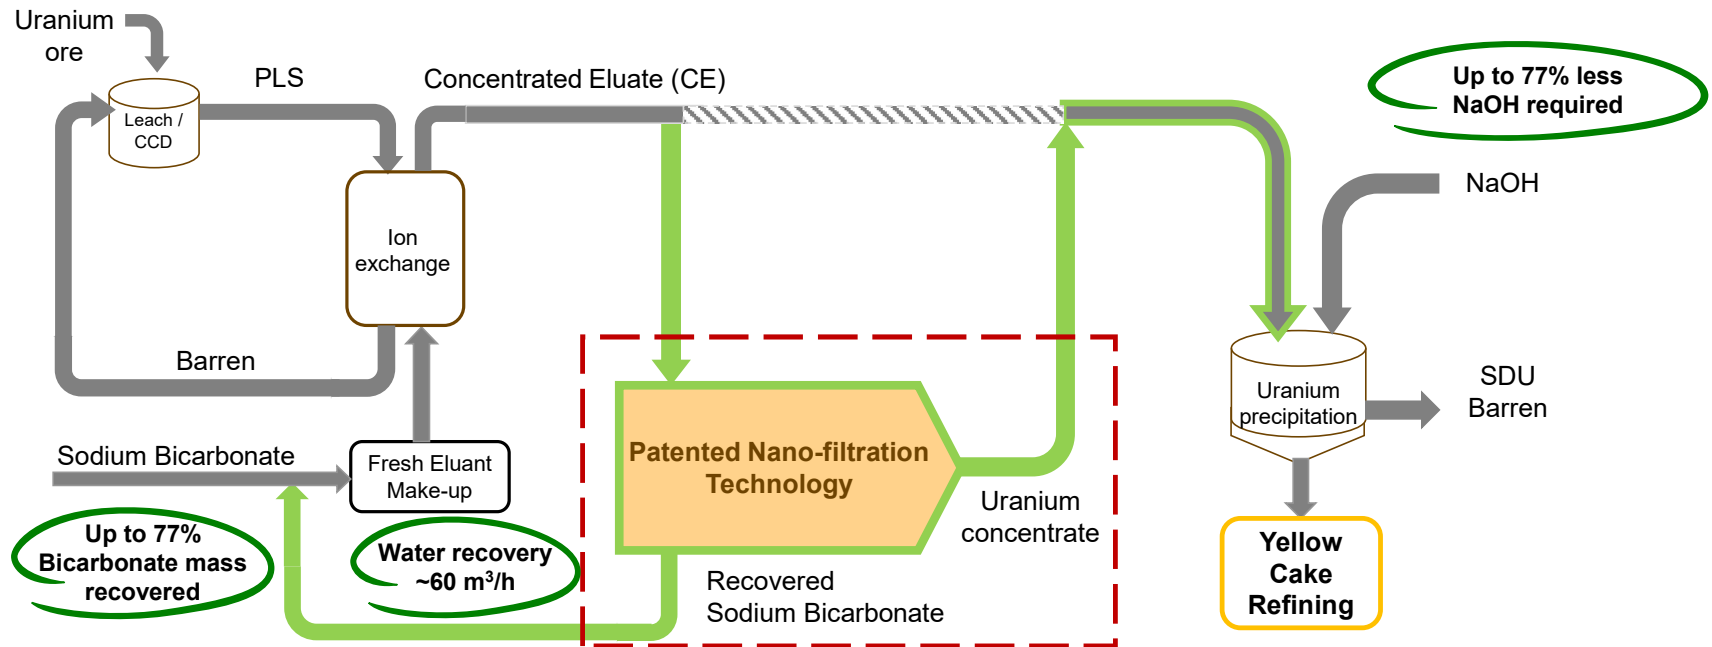 Uranium
ore
PLS
Concentrated Eluate (CE)
Up to 77% less
NaOH required
Leach /
CCD
NaOH
Ion
exchange
Barren
SDU
Barren
Uranium
precipitation
Sodium Bicarbonate
Fresh Eluant
Make-up
Patented Nano-filtration
Technology
Uranium
concentrate
Up to 77%
Bicarbonate mass
recovered
Water recovery
~60 m³/h
Recovered
Sodium Bicarbonate
Yellow
Cake
Refining